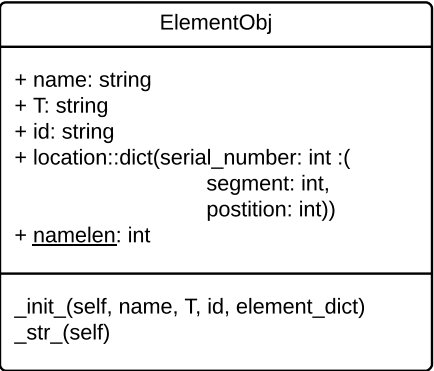 ElementObj
+ name: string
+ T: string
+ id: string
+ location::dict(serial_number: int :(
segment: int,
postition: int))
+ namelen: int
_init_(self, name, T, id, element_dict)
_str_(self)